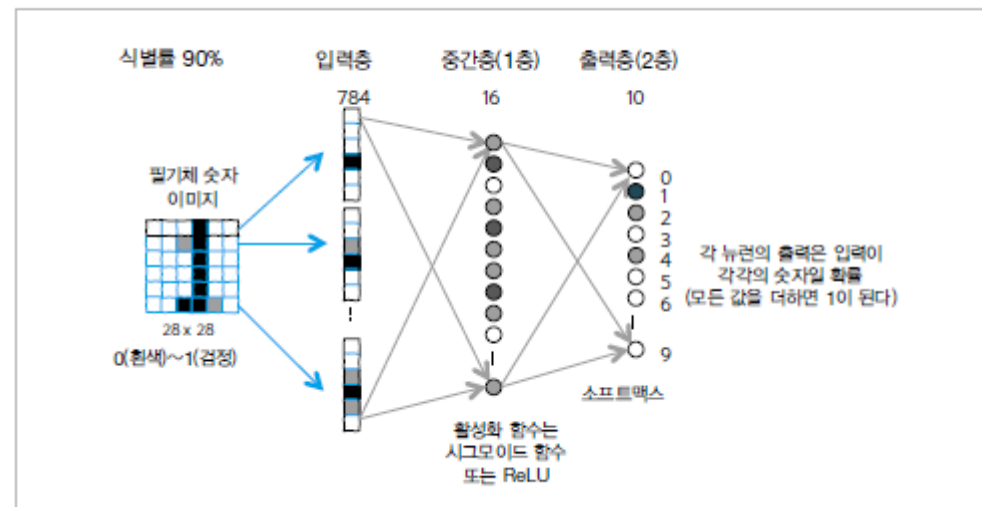 식별률 90%
입력층
중간층(1층)
출력층(2층)
784
16
10
필기체 숫자
이미지
28 x 28
0(흰색)~1(검정)
0
1
2
3
4
5
6
9
각 뉴런의 출력은 입력이
각각의 숫자일 확률
(모든 값을 더하면 1이 된다)
소프트맥스
활성화 함수는
시그모이드 함수
또는 ReLU